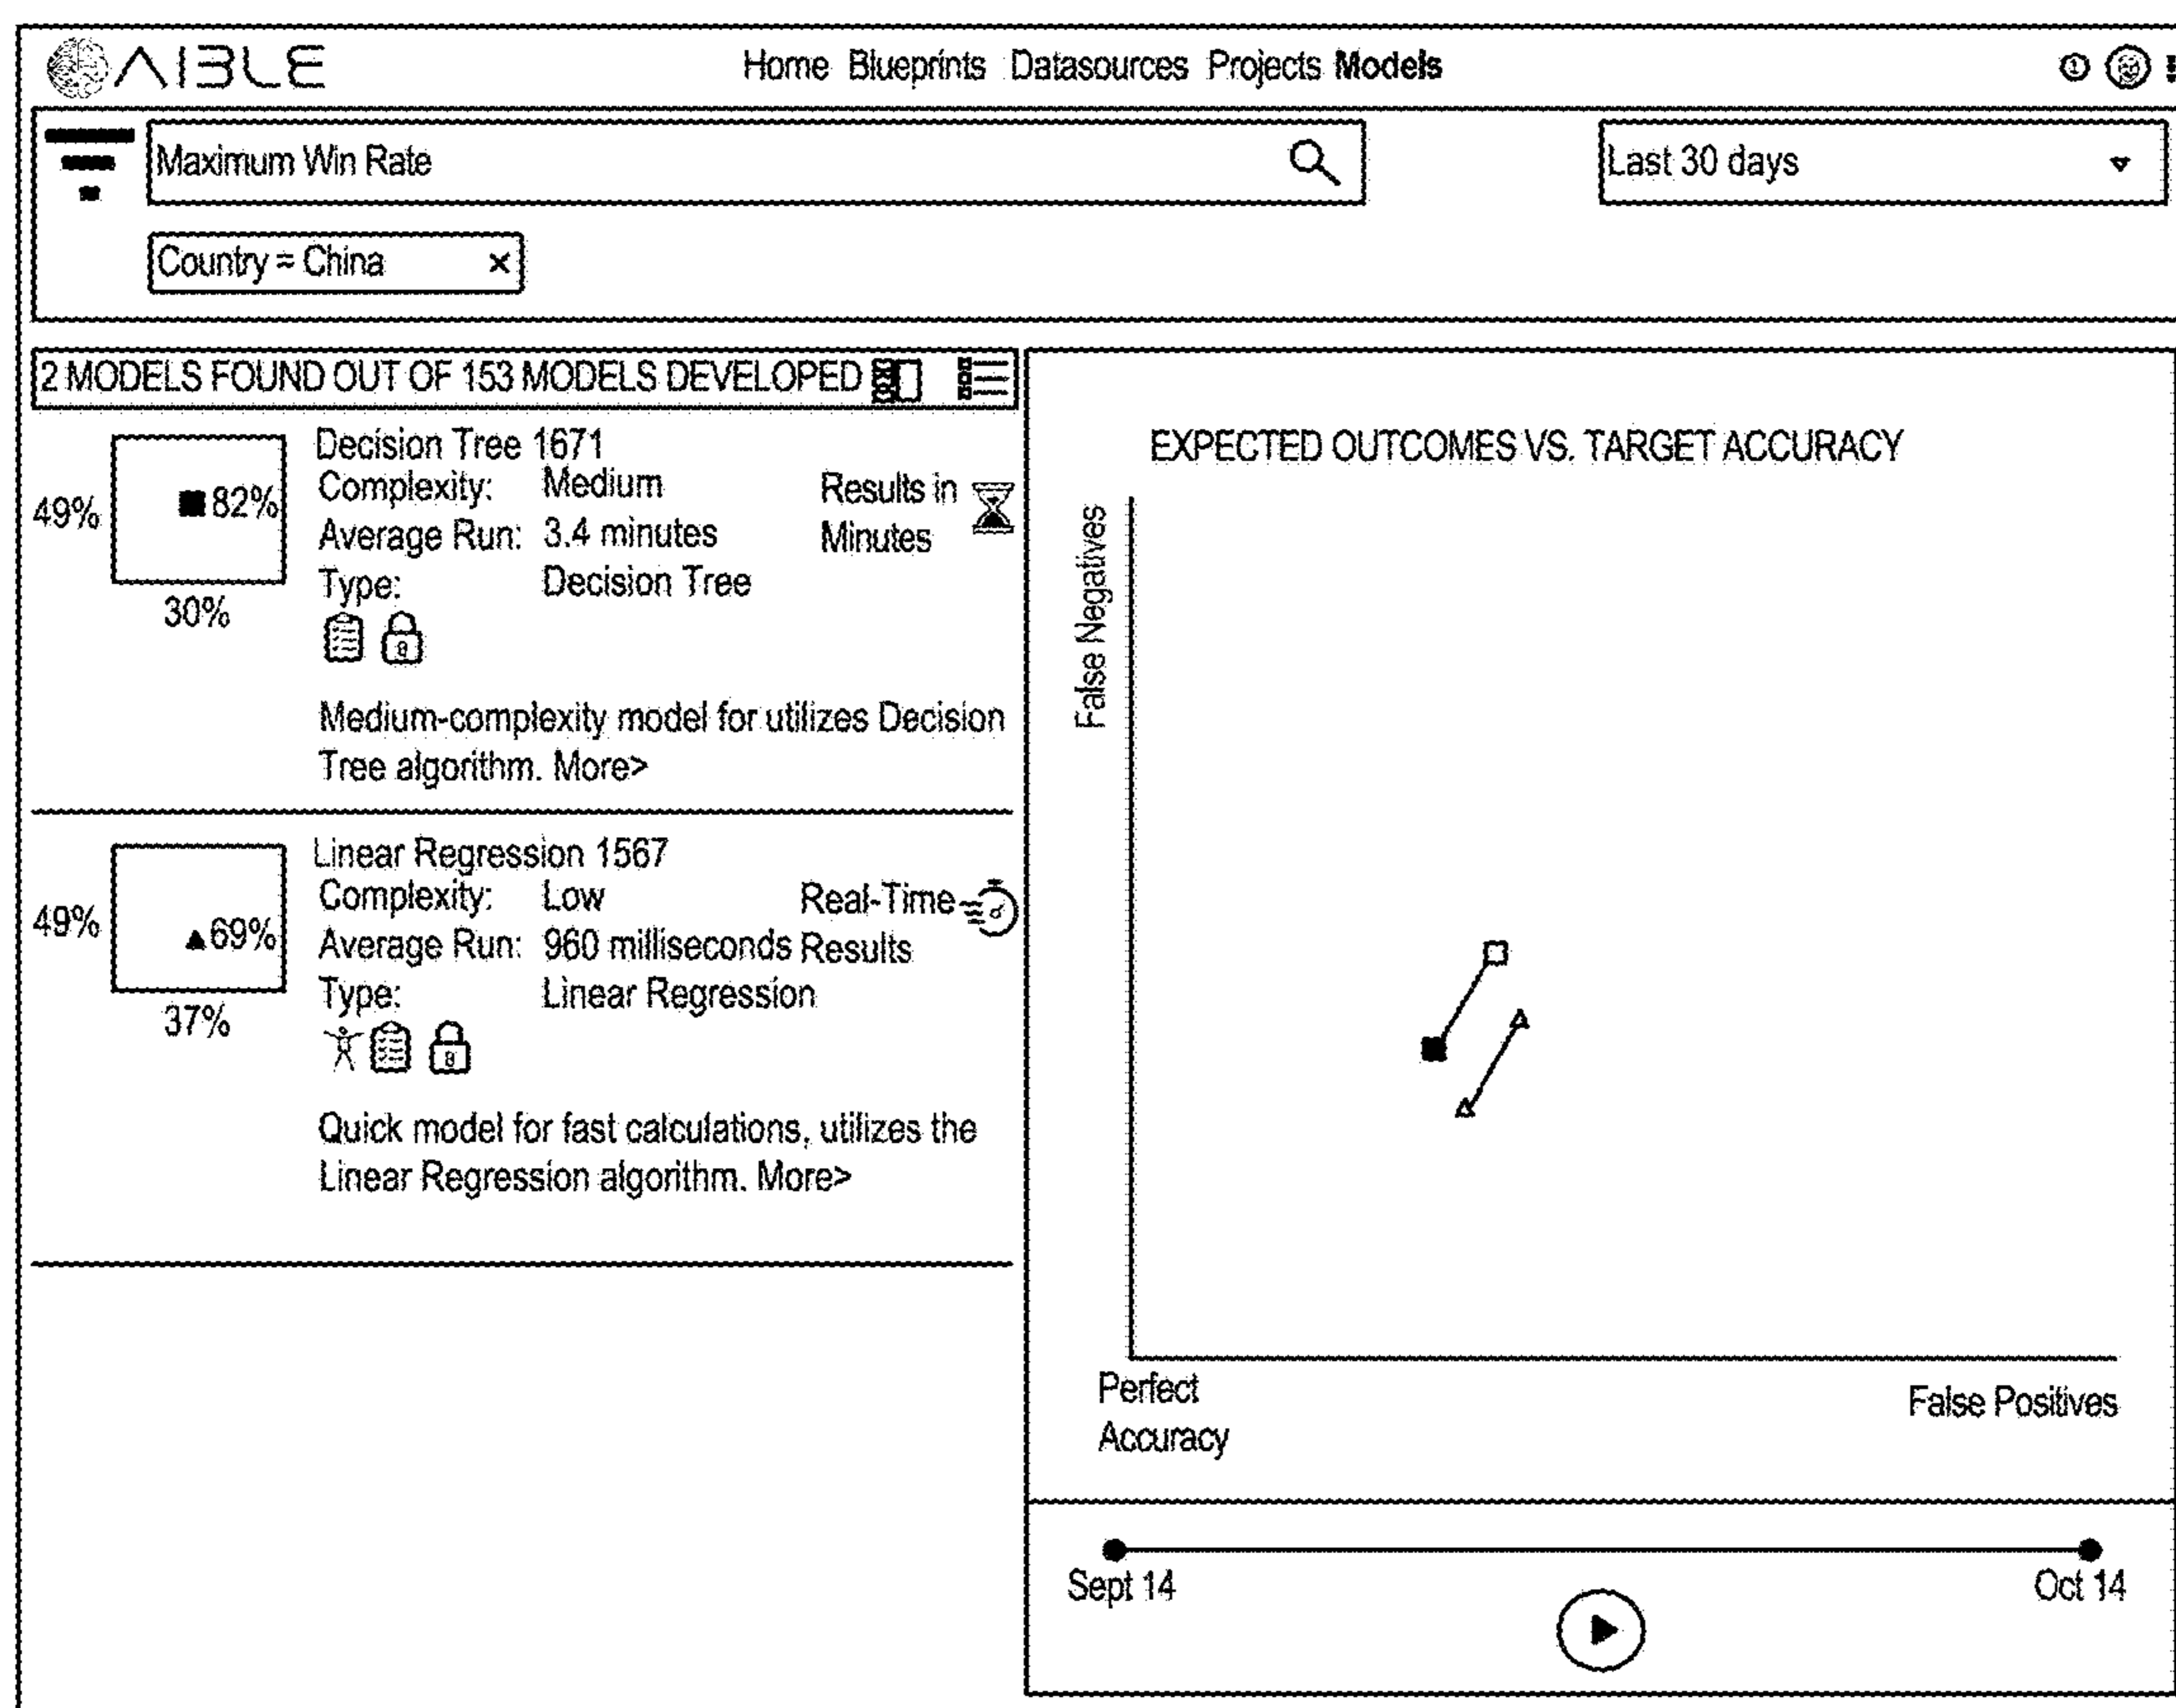 AIBLE
Home Blueprints Datasources Projects Models
Maximum Win Rate
Last 30 days
Country = China ×
2 MODELS FOUND OUT OF 153 MODELS DEVELOPED
Decision Tree 1671
49%
82%
30%
Complexity: Medium
Average Run: 3.4 minutes
Type: Decision Tree
Results in
Minutes
Medium-complexity model for utilizes Decision
Tree algorithm. More>
Linear Regression 1567
49%
69%
37%
Complexity: Low
Average Run: 960 milliseconds
Type: Linear Regression
Real-Time
Results
Quick model for fast calculations, utilizes the
Linear Regression algorithm. More>
EXPECTED OUTCOMES VS. TARGET ACCURACY
False Negatives
Perfect
Accuracy
False Positives
Sept 14
Oct 14